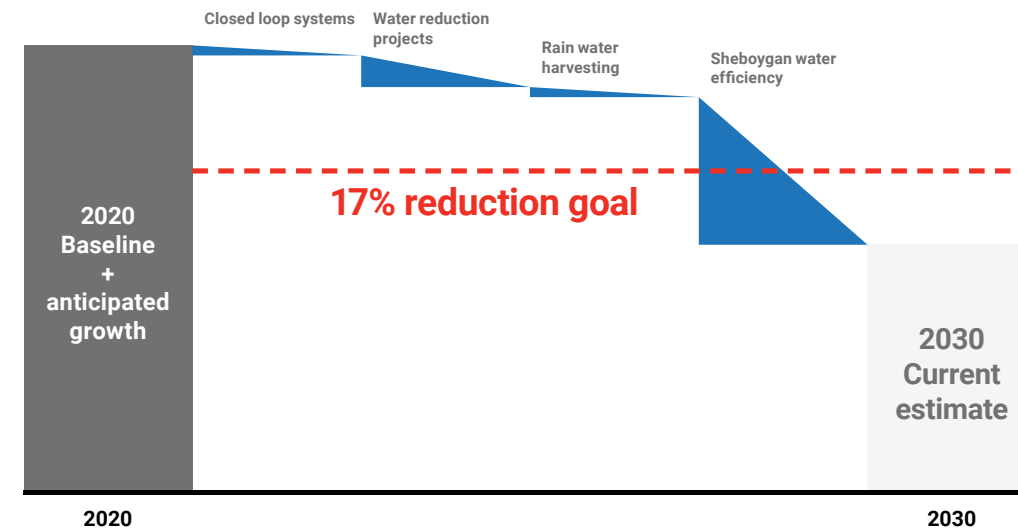 Closed loop systems
Water reduction
projects
Rain water
harvesting
Sheboygan water
efficiency
17% reduction goal
2020
Baseline
+
anticipated
growth
2030
Current
estimate
2020
2030